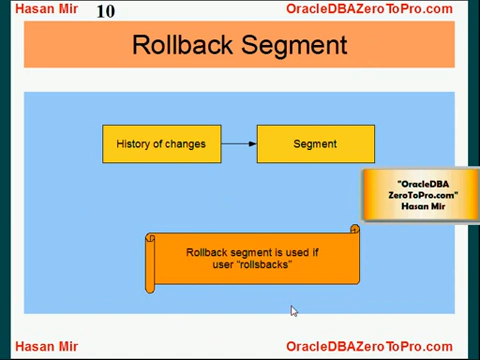 Hasan Mir 10 OracleDBAZeroToPro.com
Rollback Segment
History of changes
Segment
"OracleDBA
ZeroToPro.com"
Hasan Mir
Rollback segment is used if
user "rollsbacks"
Hasan Mir OracleDBAZeroToPro.com